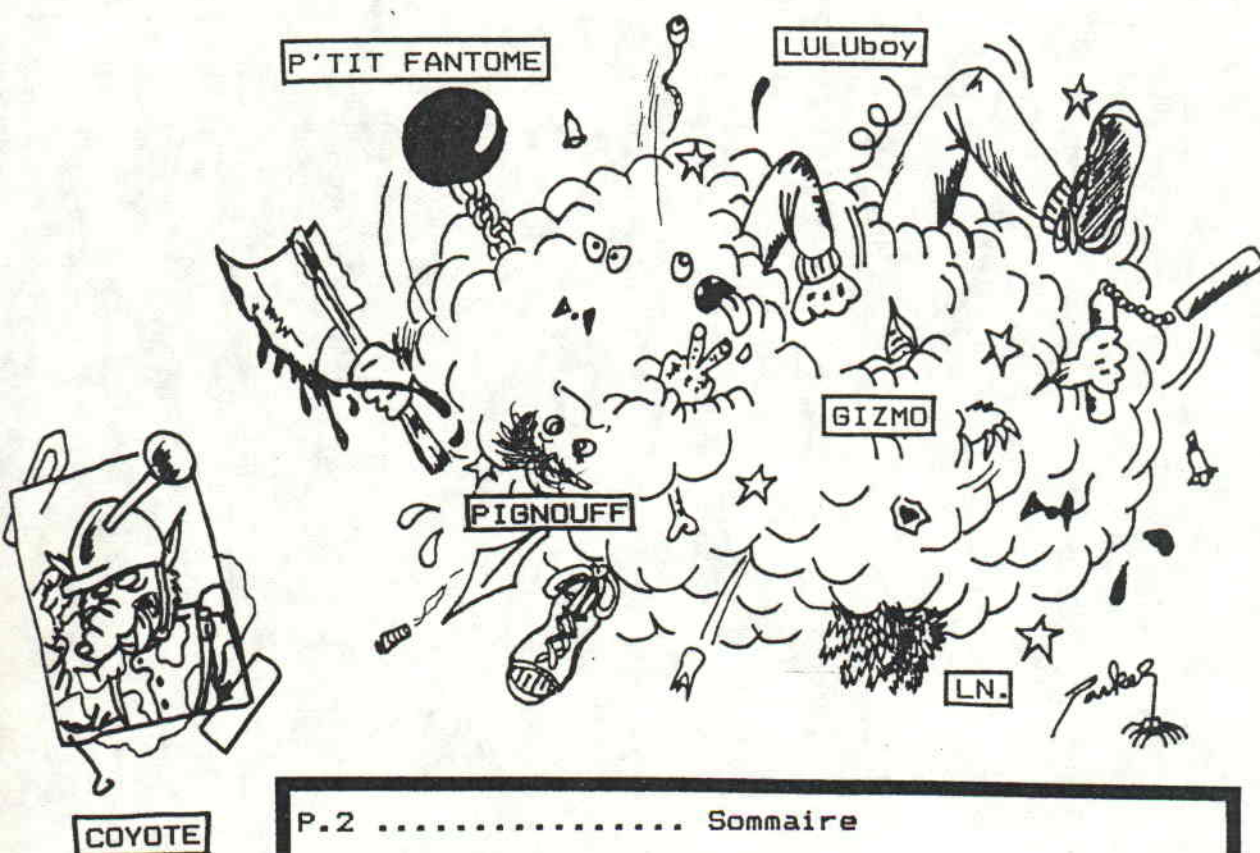 P'TIT FANTOME
LULUboy
GIZMO
PIGNOUFF
LN.
COYOTE
P.2 ................ Sommaire